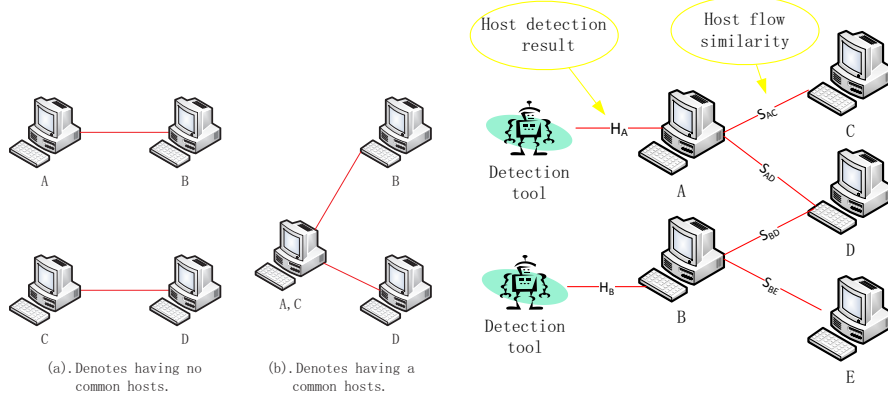 A
B
C
D
(a).Denotes having no
common hosts.
B
A,C
D
(b).Denotes having a
common hosts.
Host detection
result
Host flow
similarity
Detection
tool
H_A
A
S_AC
C
S_AD
D
Detection
tool
H_B
B
S_BD
S_BE
E